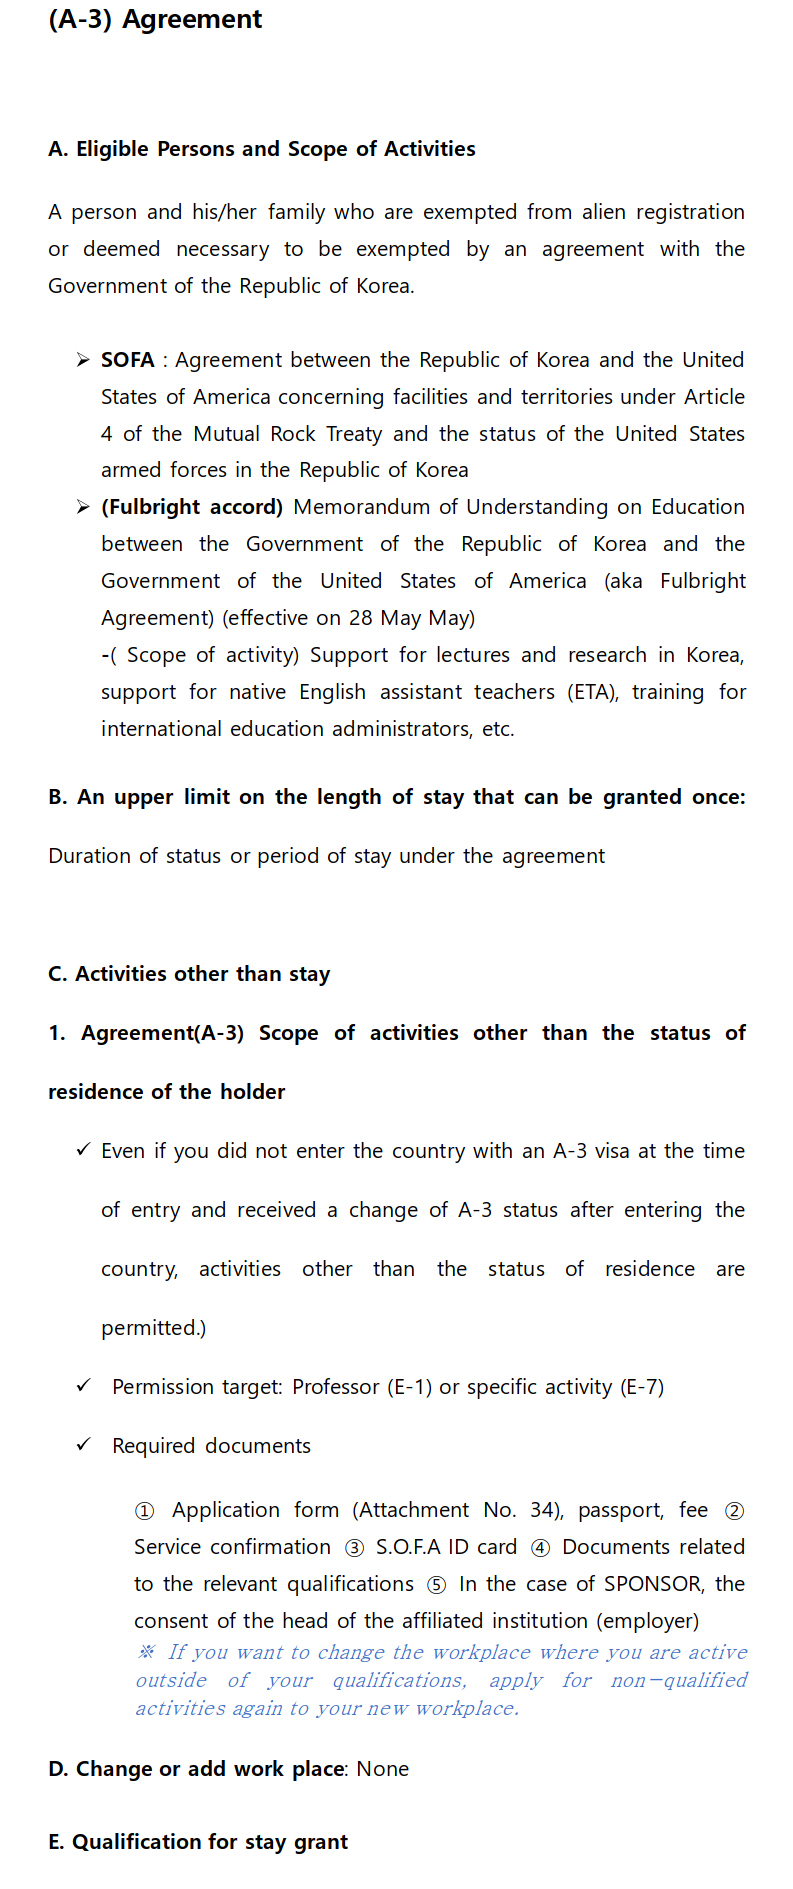 (A-3) Agreement
A. Eligible Persons and Scope of Activities
A person and his/her family who are exempted from alien registration
or deemed necessary to be exempted by an agreement with the
Government of the Republic of Korea.
➢ SOFA : Agreement between the Republic of Korea and the United
States of America concerning facilities and territories under Article
4 of the Mutual Rock Treaty and the status of the United States
armed forces in the Republic of Korea
➢ (Fulbright accord) Memorandum of Understanding on Education
between the Government of the Republic of Korea and the
Government of the United States of America (aka Fulbright
Agreement) (effective on 28 May May)
-( Scope of activity) Support for lectures and research in Korea,
support for native English assistant teachers (ETA), training for
international education administrators, etc.
B. An upper limit on the length of stay that can be granted once:
Duration of status or period of stay under the agreement
C. Activities other than stay
1. Agreement(A-3) Scope of activities other than the status of
residence of the holder
✓ Even if you did not enter the country with an A-3 visa at the time
of entry and received a change of A-3 status after entering the
country, activities other than the status of residence are
permitted.)
✓ Permission target: Professor (E-1) or specific activity (E-7)
✓ Required documents
① Application form (Attachment No. 34), passport, fee ②
Service confirmation ③ S.O.F.A ID card ④ Documents related
to the relevant qualifications ⑤ In the case of SPONSOR, the
consent of the head of the affiliated institution (employer)
※ If you want to change the workplace where you are active
outside of your qualifications, apply for non-qualified
activities again to your new workplace.
D. Change or add work place: None
E. Qualification for stay grant